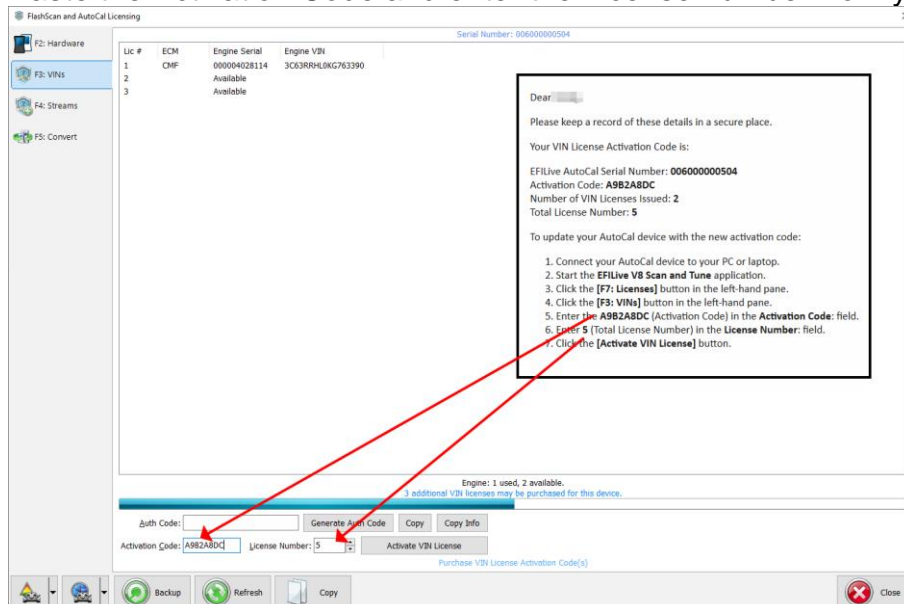 FlashScan and AutoCal Licensing
Serial Number: 006000000504
F2: Hardware
F3: VINs
F4: Streams
F5: Convert
Lic # ECM Engine Serial Engine VIN
1 CMF 000004028114 3C63RRHL0KG763390
2 Available
3 Available
Dear
Please keep a record of these details in a secure place.
Your VIN License Activation Code is:
EFILive AutoCal Serial Number: 006000000504
Activation Code: A9B2A8DC
Number of VIN Licenses Issued: 2
Total License Number: 5
To update your AutoCal device with the new activation code:
1. Connect your AutoCal device to your PC or laptop.
2. Start the EFILive V8 Scan and Tune application.
3. Click the [F7: Licenses] button in the left-hand pane.
4. Click the [F3: VINs] button in the left-hand pane.
5. Enter the A9B2A8DC (Activation Code) in the Activation Code: field.
6. Enter 5 (Total License Number) in the License Number: field.
7. Click the [Activate VIN License] button.
Engine: 1 used, 2 available.
3 additional VIN licenses may be purchased for this device.
Auth Code: Generate Auth Code Copy Copy Info
Activation Code: A9B2A8DC License Number: 5 Activate VIN License
Purchase VIN License Activation Code(s)
Backup Refresh Copy Close